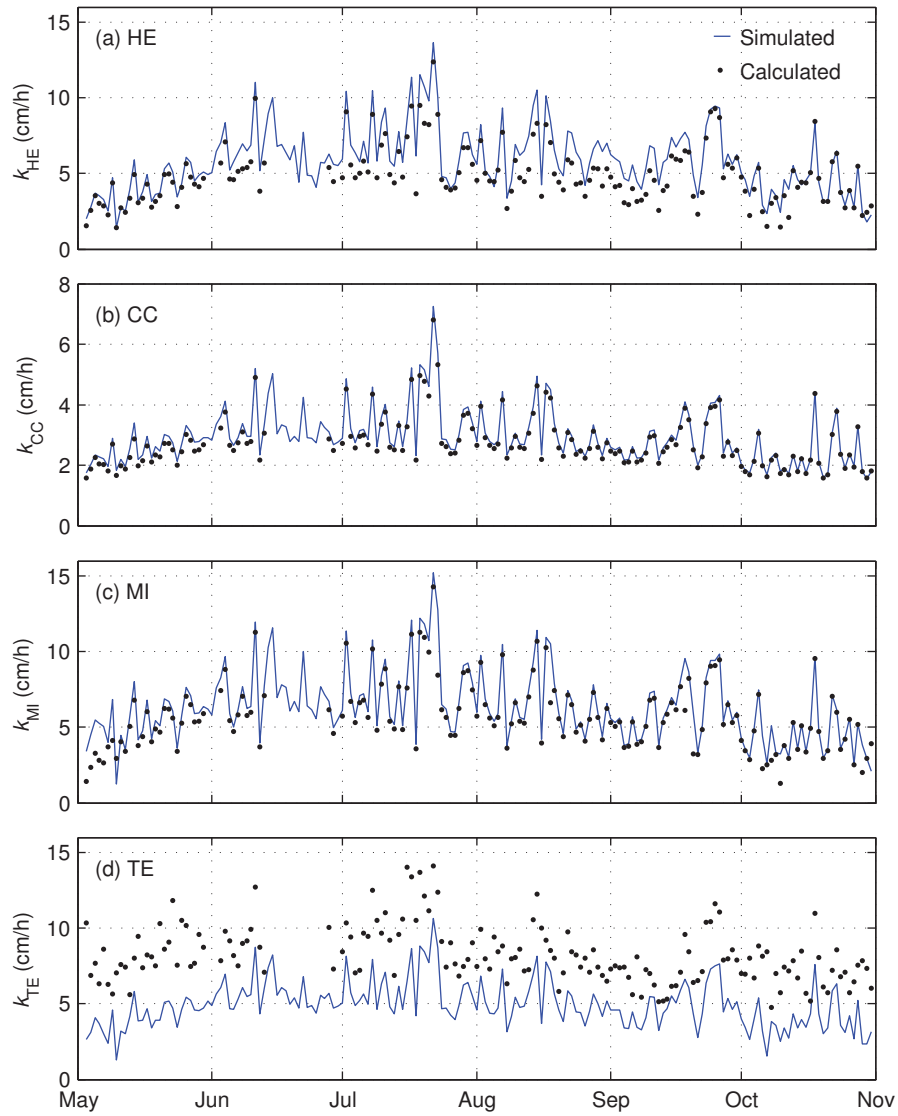 15
(a) HE
Simulated
Calculated
10
k_HE (cm/h)
5
0
8
(b) CC
6
k_CC (cm/h)
4
2
0
15
(c) MI
10
k_MI (cm/h)
5
0
15
(d) TE
10
k_TE (cm/h)
5
0
May Jun Jul Aug Sep Oct Nov